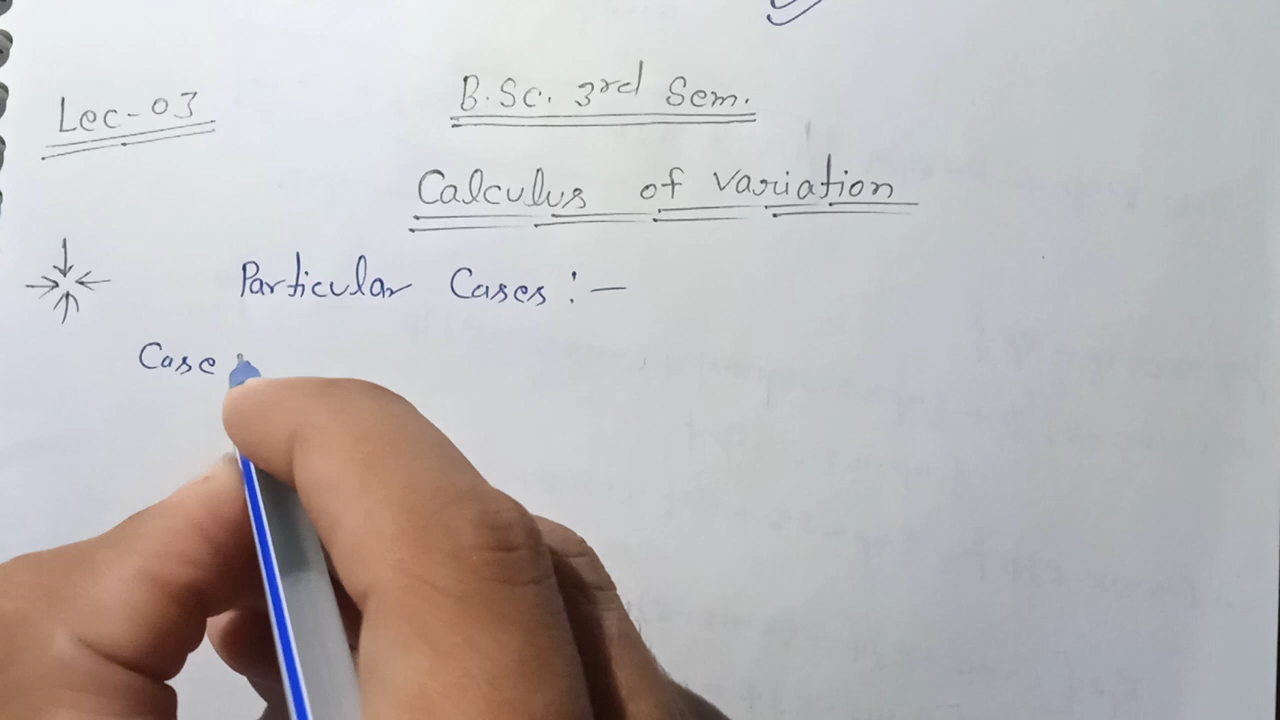 Lec-03
B.Sc. 3rd Sem.
Calculus of variation
Particular Cases :-
Case